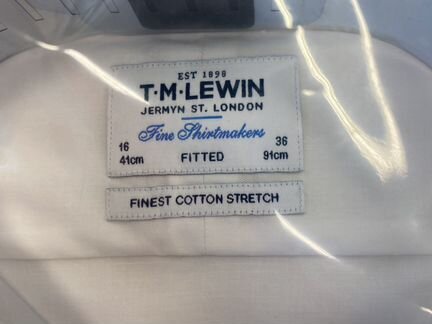 EST 1898
T·M·LEWIN
JERMYN ST. LONDON
Fine Shirtmakers
16 36
41cm FITTED 91cm
FINEST COTTON STRETCH